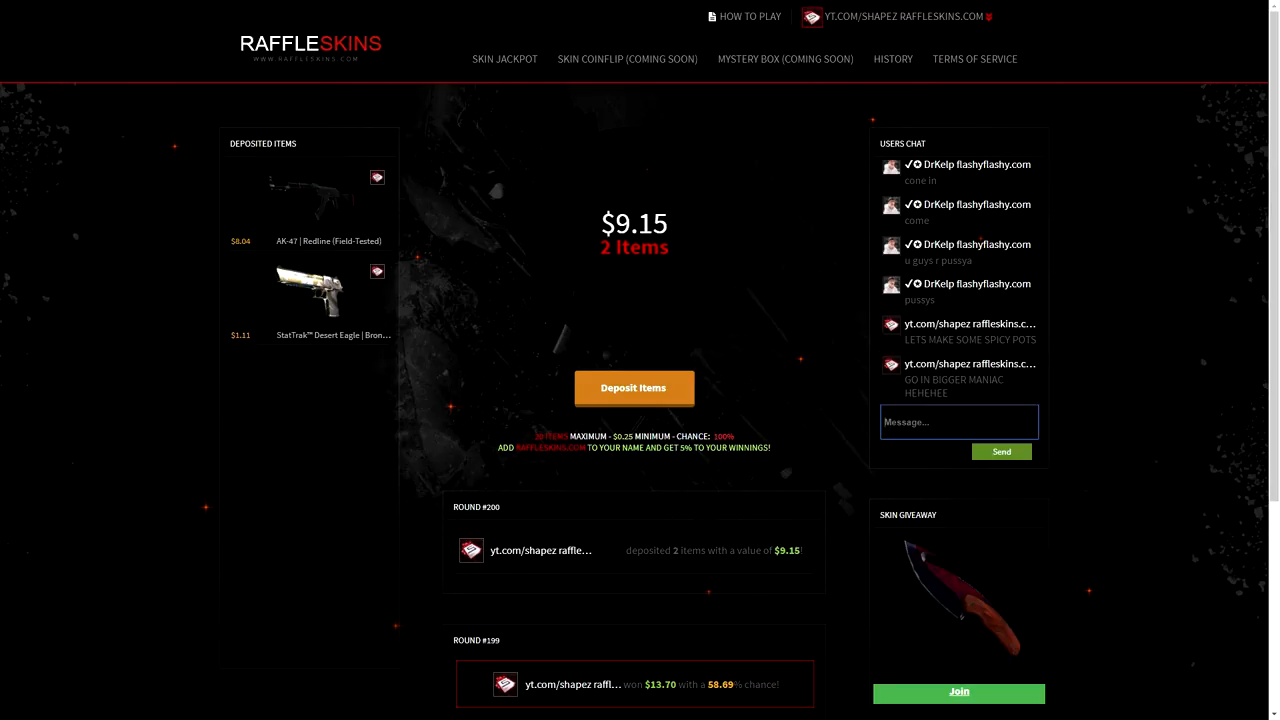 HOW TO PLAY
YT.COM/SHAPEZ RAFFLESKINS.COM
RAFFLESKINS
WWW.RAFFLESKINS.COM
SKIN JACKPOT
SKIN COINFLIP (COMING SOON)
MYSTERY BOX (COMING SOON)
HISTORY
TERMS OF SERVICE
DEPOSITED ITEMS
$8.04 AK-47 | Redline (Field-Tested)
$1.11 StatTrak™ Desert Eagle | Bron...
$9.15
2 Items
Deposit Items
20 ITEMS MAXIMUM - $0.25 MINIMUM - CHANCE: 100%
ADD RAFFLESKINS.COM TO YOUR NAME AND GET 5% TO YOUR WINNINGS!
ROUND #200
yt.com/shapez raffle... deposited 2 items with a value of $9.15!
ROUND #199
yt.com/shapez raffl... won $13.70 with a 58.69% chance!
USERS CHAT
✓✪ DrKelp flashyflashy.com
cone in
✓✪ DrKelp flashyflashy.com
come
✓✪ DrKelp flashyflashy.com
u guys r pussya
✓✪ DrKelp flashyflashy.com
pussys
yt.com/shapez raffleskins.c...
LETS MAKE SOME SPICY POTS
yt.com/shapez raffleskins.c...
GO IN BIGGER MANIAC
HEHEHEE
Message...
Send
SKIN GIVEAWAY
Join